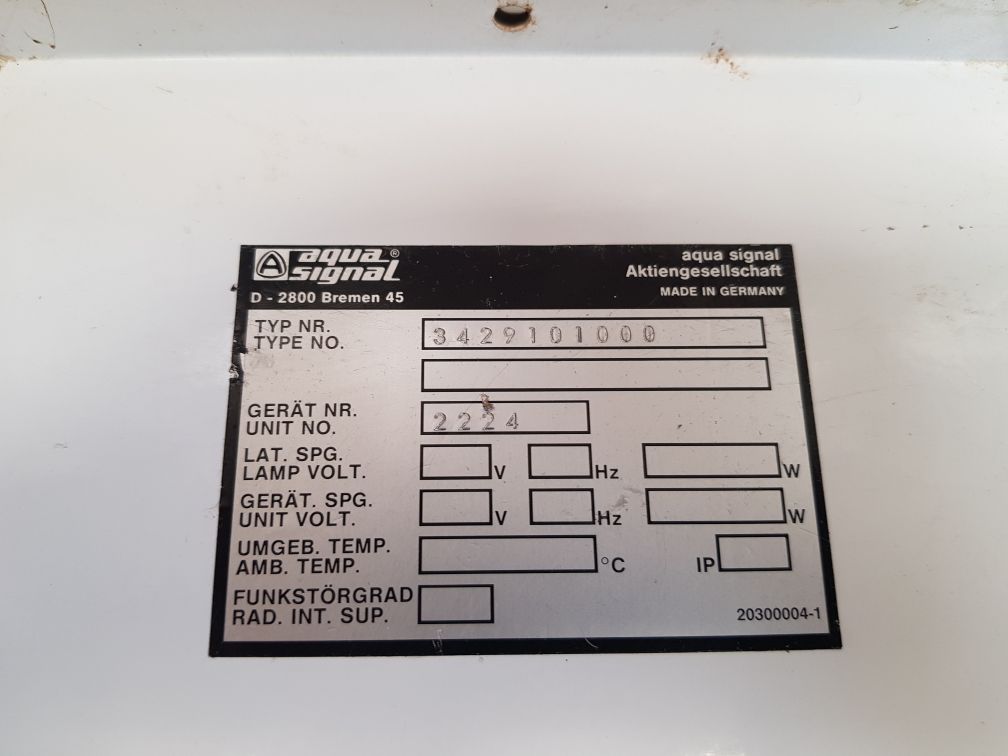 A aqua signal®
aqua signal
Aktiengesellschaft
D - 2800 Bremen 45
MADE IN GERMANY
TYP NR.
TYPE NO.
3429101000
GERÄT NR.
UNIT NO.
2224
LAT. SPG.
LAMP VOLT.
V Hz W
GERÄT. SPG.
UNIT VOLT.
V Hz W
UMGEB. TEMP.
AMB. TEMP.
°C IP
FUNKSTÖRGRAD
RAD. INT. SUP.
20300004-1